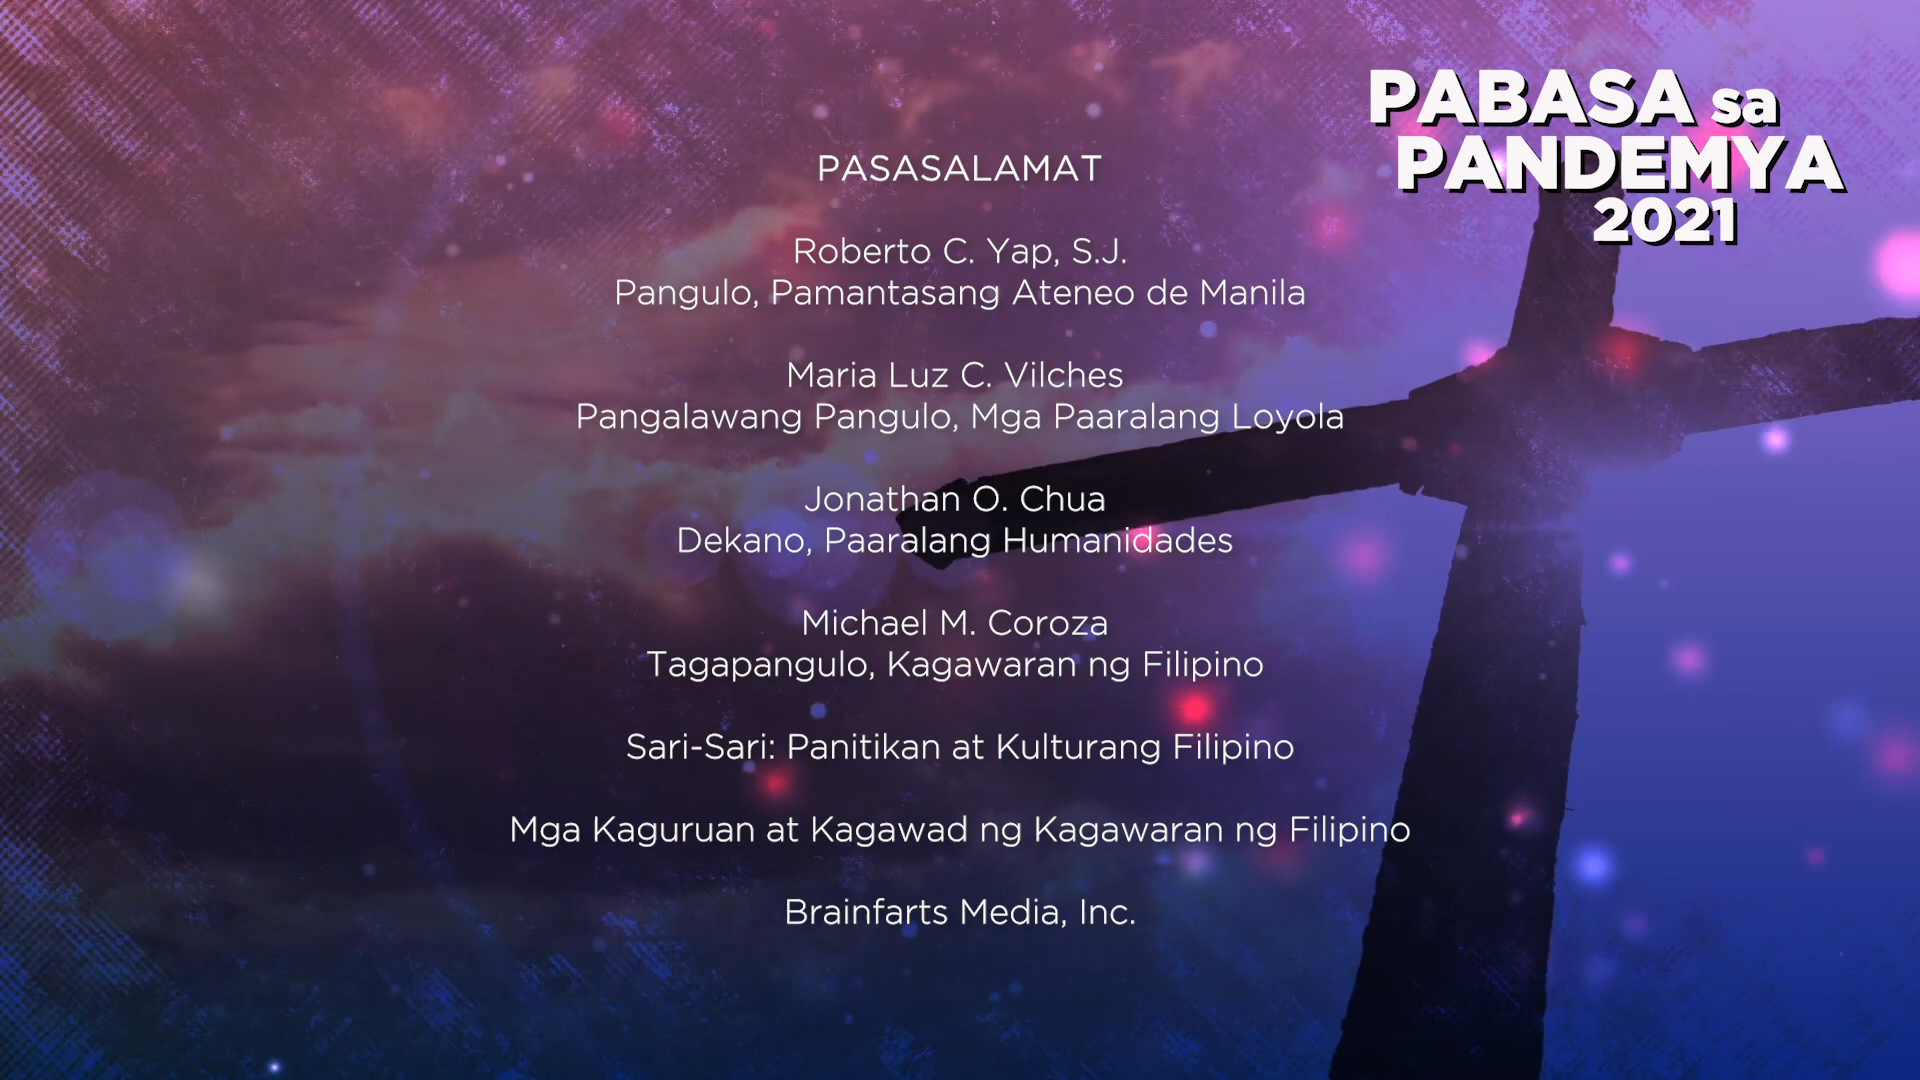 PABASA sa
PANDEMYA
2021
PASASALAMAT
Roberto C. Yap, S.J.
Pangulo, Pamantasang Ateneo de Manila
Maria Luz C. Vilches
Pangalawang Pangulo, Mga Paaralang Loyola
Jonathan O. Chua
Dekano, Paaralang Humanidades
Michael M. Coroza
Tagapangulo, Kagawaran ng Filipino
Sari-Sari: Panitikan at Kulturang Filipino
Mga Kaguruan at Kagawad ng Kagawaran ng Filipino
Brainfarts Media, Inc.